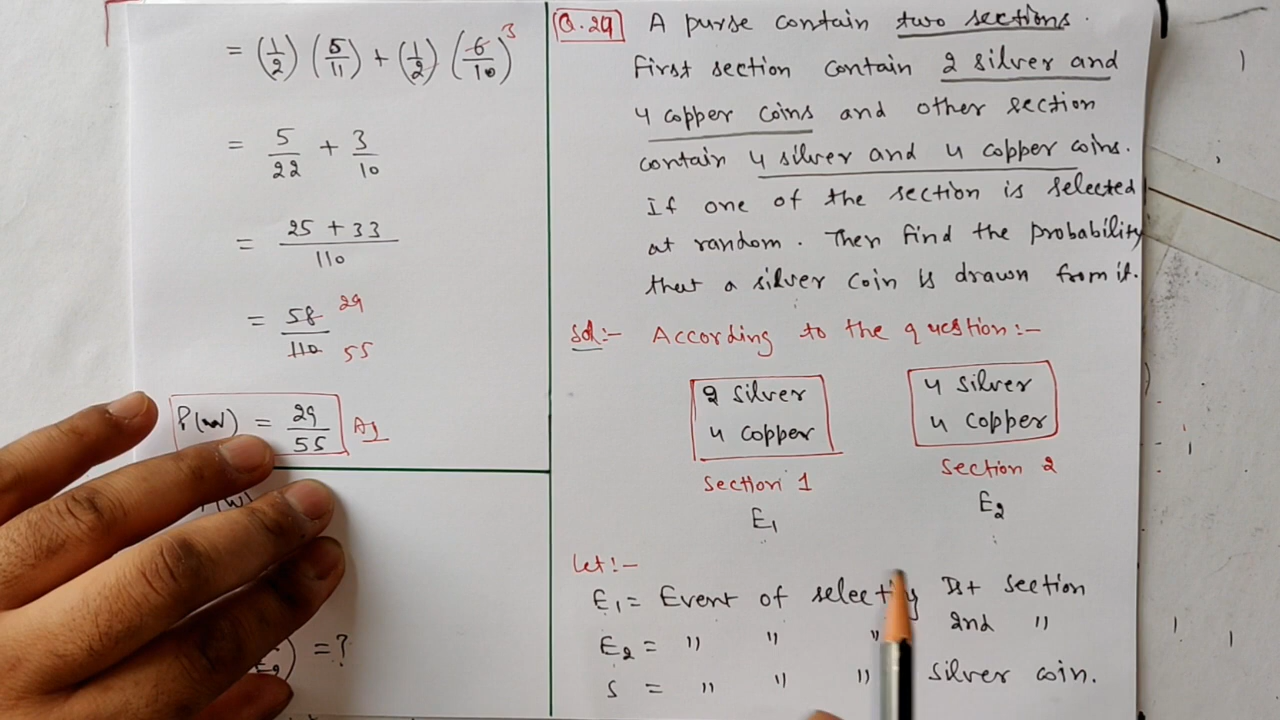 = (1/2) (5/11) + (1/2) (6/10) 3
= 5/22 + 3/10
= 25 + 33 / 110
= 58/110 29 55
P(W) = 29/55 Ans
(W)
= ?
Q.29 A purse contain two sections.
First section contain 2 silver and
4 copper coins and other section
contain 4 silver and 4 copper coins.
If one of the section is selected
at random. Then find the probability
that a silver coin is drawn from it.
Sol:- According to the question:-
2 silver
4 copper
4 silver
4 copper
Section 1
Section 2
E1
E2
Let:-
E1 = Event of selecting Ist section
E2 = " " " 2nd "
S = " " " silver coin.